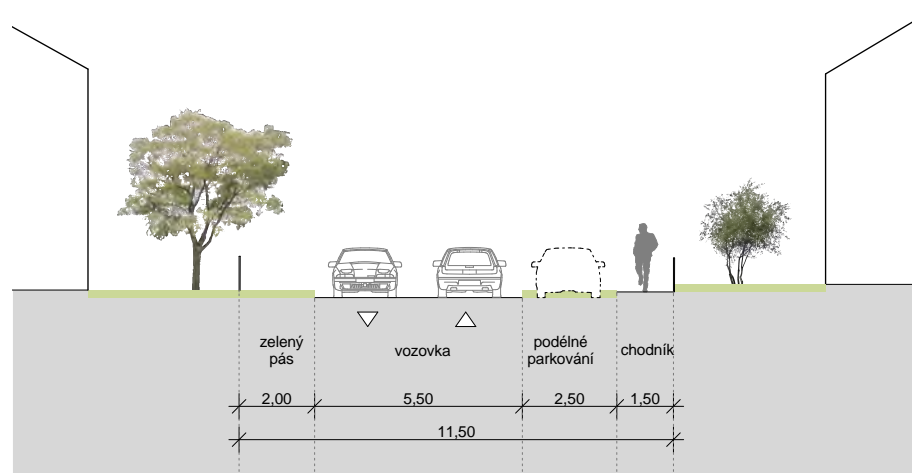 zelený
pás
vozovka
podélné
parkování
chodník
2,00
5,50
2,50
1,50
11,50